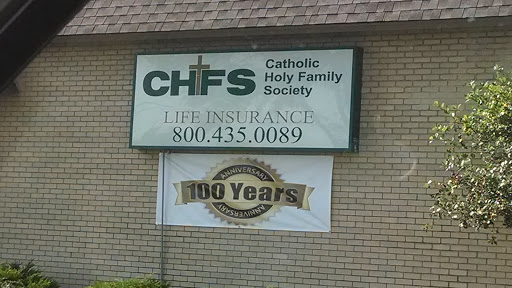 CHFS
Catholic
Holy Family
Society
LIFE INSURANCE
800.435.0089
ANNIVERSARY
100 Years
ANNIVERSARY